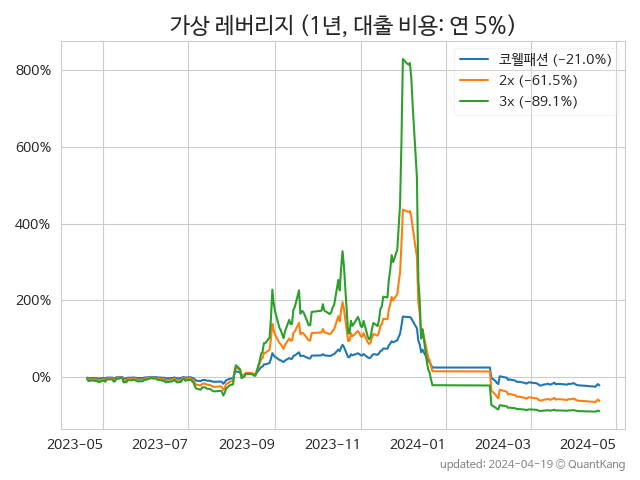 가상 레버리지 (1년, 대출 비용: 연 5%)
코웰패션 (-21.0%)
2x (-61.5%)
3x (-89.1%)
800%
600%
400%
200%
0%
2023-05 2023-07 2023-09 2023-11 2024-01 2024-03 2024-05
updated: 2024-04-19 © QuantKang